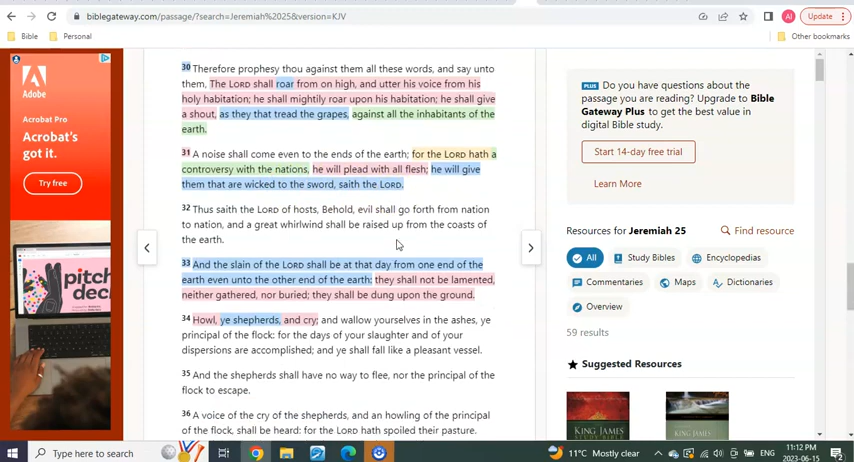 biblegateway.com/passage/?search=Jeremiah%2025&version=KJV
AI
Update
Bible
Personal
Other bookmarks
Adobe
Acrobat Pro
Acrobat's
got it.
Try free
pitch
deck
30 Therefore prophesy thou against them all these words, and say unto
them, The LORD shall roar from on high, and utter his voice from his
holy habitation; he shall mightily roar upon his habitation; he shall give
a shout, as they that tread the grapes, against all the inhabitants of the
earth.
31 A noise shall come even to the ends of the earth; for the LORD hath a
controversy with the nations, he will plead with all flesh; he will give
them that are wicked to the sword, saith the LORD.
32 Thus saith the LORD of hosts, Behold, evil shall go forth from nation
to nation, and a great whirlwind shall be raised up from the coasts of
the earth.
33 And the slain of the LORD shall be at that day from one end of the
earth even unto the other end of the earth: they shall not be lamented,
neither gathered, nor buried; they shall be dung upon the ground.
34 Howl, ye shepherds, and cry; and wallow yourselves in the ashes, ye
principal of the flock: for the days of your slaughter and of your
dispersions are accomplished; and ye shall fall like a pleasant vessel.
35 And the shepherds shall have no way to flee, nor the principal of the
flock to escape.
36 A voice of the cry of the shepherds, and an howling of the principal
of the flock, shall be heard: for the LORD hath spoiled their pasture.
PLUS Do you have questions about the
passage you are reading? Upgrade to Bible
Gateway Plus to get the best value in
digital Bible study.
Start 14-day free trial
Learn More
Resources for Jeremiah 25
Find resource
All
Study Bibles
Encyclopedias
Commentaries
Maps
Dictionaries
Overview
59 results
Suggested Resources
KING JAMES
KING JAMES
Type here to search
11°C Mostly clear
ENG
11:12 PM
2023-06-15
2